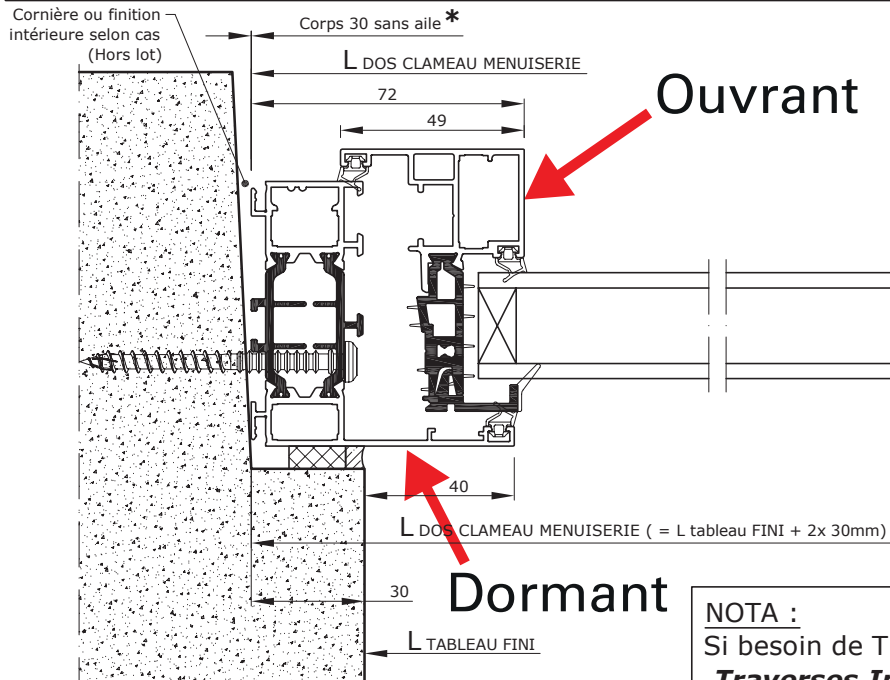 Cornière ou finition
intérieure selon cas
(Hors lot)
Corps 30 sans aile *
L DOS CLAMEAU MENUISERIE
72
49
Ouvrant
40
L DOS CLAMEAU MENUISERIE ( = L tableau FINI + 2x 30mm)
30
Dormant
L TABLEAU FINI
NOTA :
Si besoin de T
Traverses